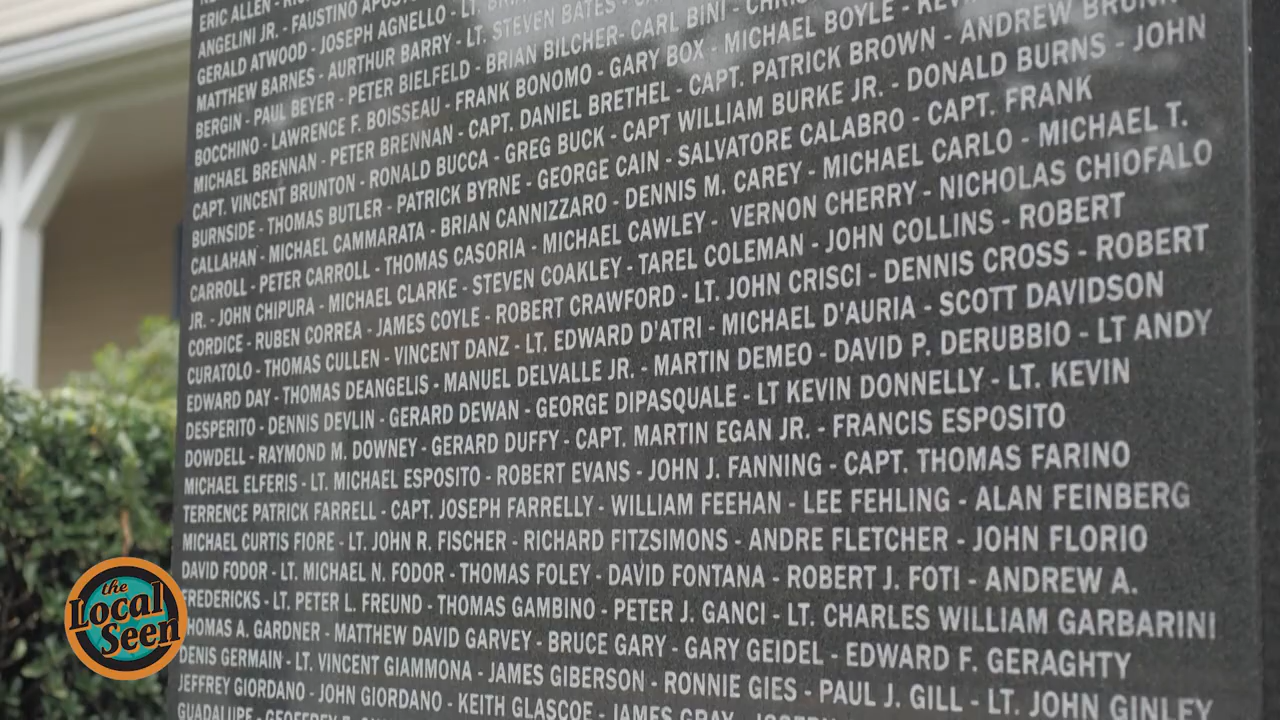 ERIC ALLEN -
ANGELINI JR. - FAUSTINO
GERALD ATWOOD - JOSEPH AGNELLO - LT.
MATTHEW BARNES - AURTHUR BARRY - LT. STEVEN BATES -
BERGIN - PAUL BEYER - PETER BIELFELD - BRIAN BILCHER- CARL BINI -
BOCCHINO - LAWRENCE F. BOISSEAU - FRANK BONOMO - GARY BOX - MICHAEL BOYLE -
MICHAEL BRENNAN - PETER BRENNAN - CAPT. DANIEL BRETHEL - CAPT. PATRICK BROWN - ANDREW
CAPT. VINCENT BRUNTON - RONALD BUCCA - GREG BUCK - CAPT WILLIAM BURKE JR. - DONALD BURNS - JOHN
BURNSIDE - THOMAS BUTLER - PATRICK BYRNE - GEORGE CAIN - SALVATORE CALABRO - CAPT. FRANK
CALLAHAN - MICHAEL CAMMARATA - BRIAN CANNIZZARO - DENNIS M. CAREY - MICHAEL CARLO - MICHAEL T.
CARROLL - PETER CARROLL - THOMAS CASORIA - MICHAEL CAWLEY - VERNON CHERRY - NICHOLAS CHIOFALO
JR. - JOHN CHIPURA - MICHAEL CLARKE - STEVEN COAKLEY - TAREL COLEMAN - JOHN COLLINS - ROBERT
CORDICE - RUBEN CORREA - JAMES COYLE - ROBERT CRAWFORD - LT. JOHN CRISCI - DENNIS CROSS - ROBERT
CURATOLO - THOMAS CULLEN - VINCENT DANZ - LT. EDWARD D'ATRI - MICHAEL D'AURIA - SCOTT DAVIDSON
EDWARD DAY - THOMAS DEANGELIS - MANUEL DELVALLE JR. - MARTIN DEMEO - DAVID P. DERUBBIO - LT ANDY
DESPERITO - DENNIS DEVLIN - GERARD DEWAN - GEORGE DIPASQUALE - LT KEVIN DONNELLY - LT. KEVIN
DOWDELL - RAYMOND M. DOWNEY - GERARD DUFFY - CAPT. MARTIN EGAN JR. - FRANCIS ESPOSITO
MICHAEL ELFERIS - LT. MICHAEL ESPOSITO - ROBERT EVANS - JOHN J. FANNING - CAPT. THOMAS FARINO
TERRENCE PATRICK FARRELL - CAPT. JOSEPH FARRELLY - WILLIAM FEEHAN - LEE FEHLING - ALAN FEINBERG
MICHAEL CURTIS FIORE - LT. JOHN R. FISCHER - RICHARD FITZSIMONS - ANDRE FLETCHER - JOHN FLORIO
DAVID FODOR - LT. MICHAEL N. FODOR - THOMAS FOLEY - DAVID FONTANA - ROBERT J. FOTI - ANDREW A.
FREDERICKS - LT. PETER L. FREUND - THOMAS GAMBINO - PETER J. GANCI - LT. CHARLES WILLIAM GARBARINI
THOMAS A. GARDNER - MATTHEW DAVID GARVEY - BRUCE GARY - GARY GEIDEL - EDWARD F. GERAGHTY
DENIS GERMAIN - LT. VINCENT GIAMMONA - JAMES GIBERSON - RONNIE GIES - PAUL J. GILL - LT. JOHN GINLEY
JEFFREY GIORDANO - JOHN GIORDANO - KEITH GLASCOE - JAMES GRAY -
GUADALUPE - GEOFFREY
the
Local
Seen